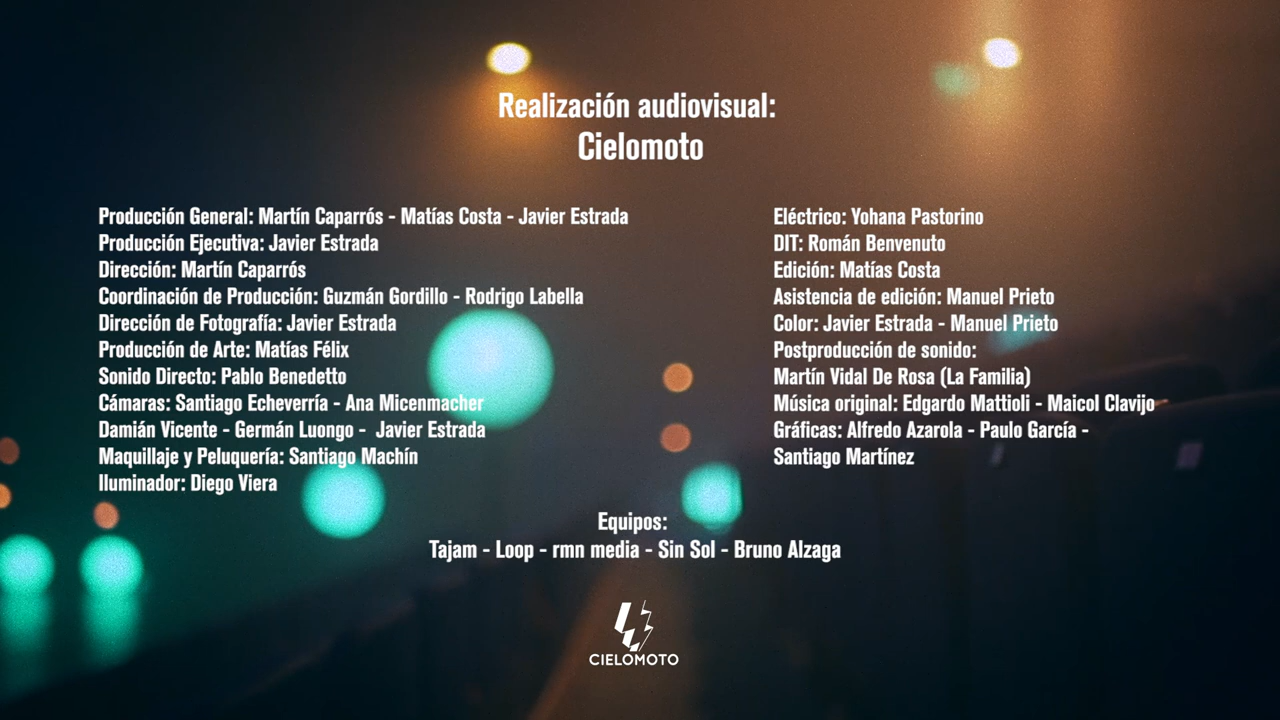 Realización audiovisual:
Cielomoto
Producción General: Martín Caparrós - Matías Costa - Javier Estrada
Producción Ejecutiva: Javier Estrada
Dirección: Martín Caparrós
Coordinación de Producción: Guzmán Gordillo - Rodrigo Labella
Dirección de Fotografía: Javier Estrada
Producción de Arte: Matías Félix
Sonido Directo: Pablo Benedetto
Cámaras: Santiago Echeverría - Ana Micenmacher
Damián Vicente - Germán Luongo - Javier Estrada
Maquillaje y Peluquería: Santiago Machín
Iluminador: Diego Viera
Eléctrico: Yohana Pastorino
DIT: Román Benvenuto
Edición: Matías Costa
Asistencia de edición: Manuel Prieto
Color: Javier Estrada - Manuel Prieto
Postproducción de sonido:
Martín Vidal De Rosa (La Familia)
Música original: Edgardo Mattioli - Maicol Clavijo
Gráficas: Alfredo Azarola - Paulo García -
Santiago Martínez
Equipos:
Tajam - Loop - rmn media - Sin Sol - Bruno Alzaga
CIELOMOTO